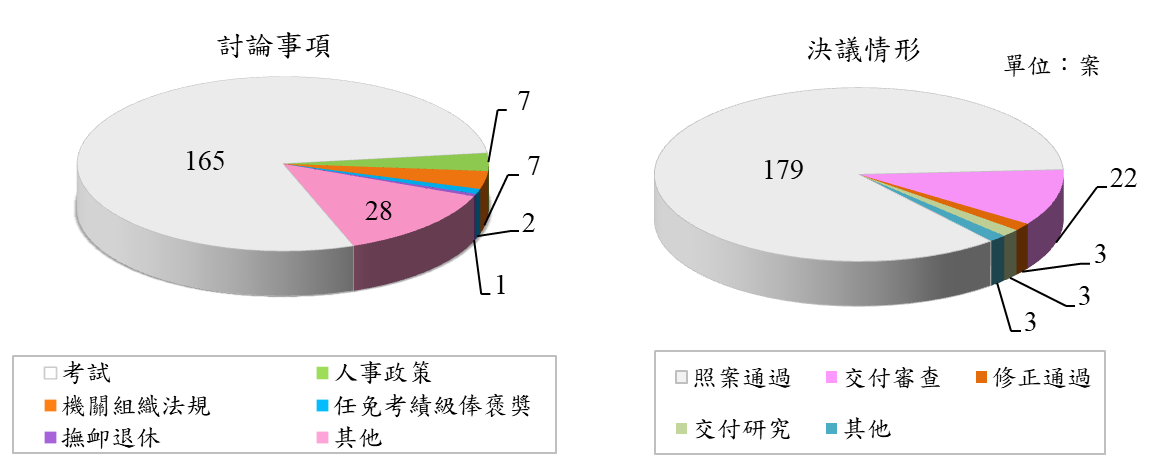 討論事項
165
7
7
2
1
28
考試
人事政策
機關組織法規
任免考績級俸褒獎
撫卹退休
其他
決議情形
單位：案
179
22
3
3
3
照案通過
交付審查
修正通過
交付研究
其他